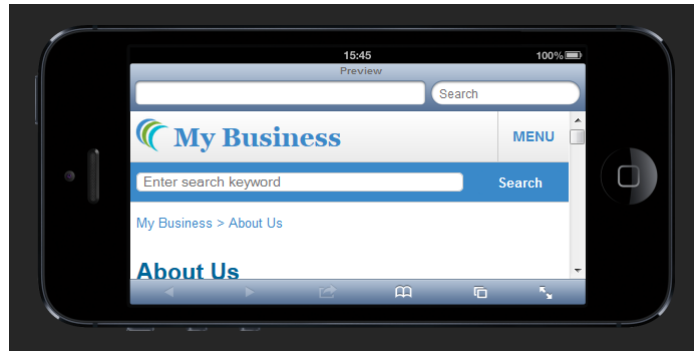 15:45 100%
Preview
Search
My Business MENU
Enter search keyword Search
My Business > About Us
About Us